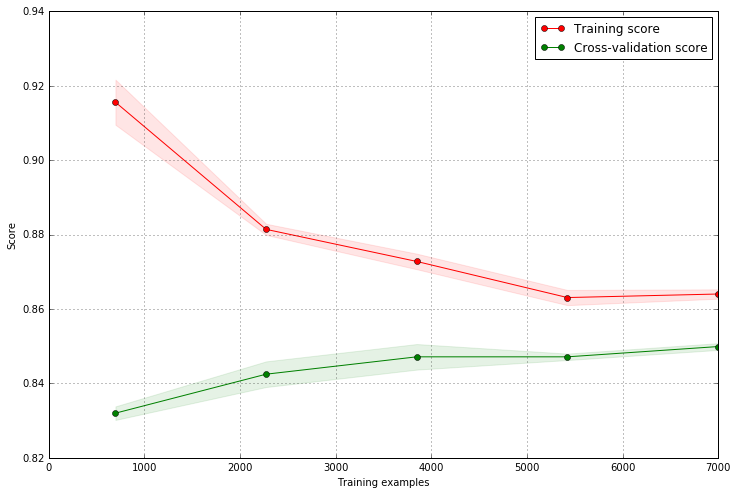 0.94
0.92
0.90
0.88
0.86
0.84
0.82
Score
0 1000 2000 3000 4000 5000 6000 7000
Training examples
Training score
Cross-validation score